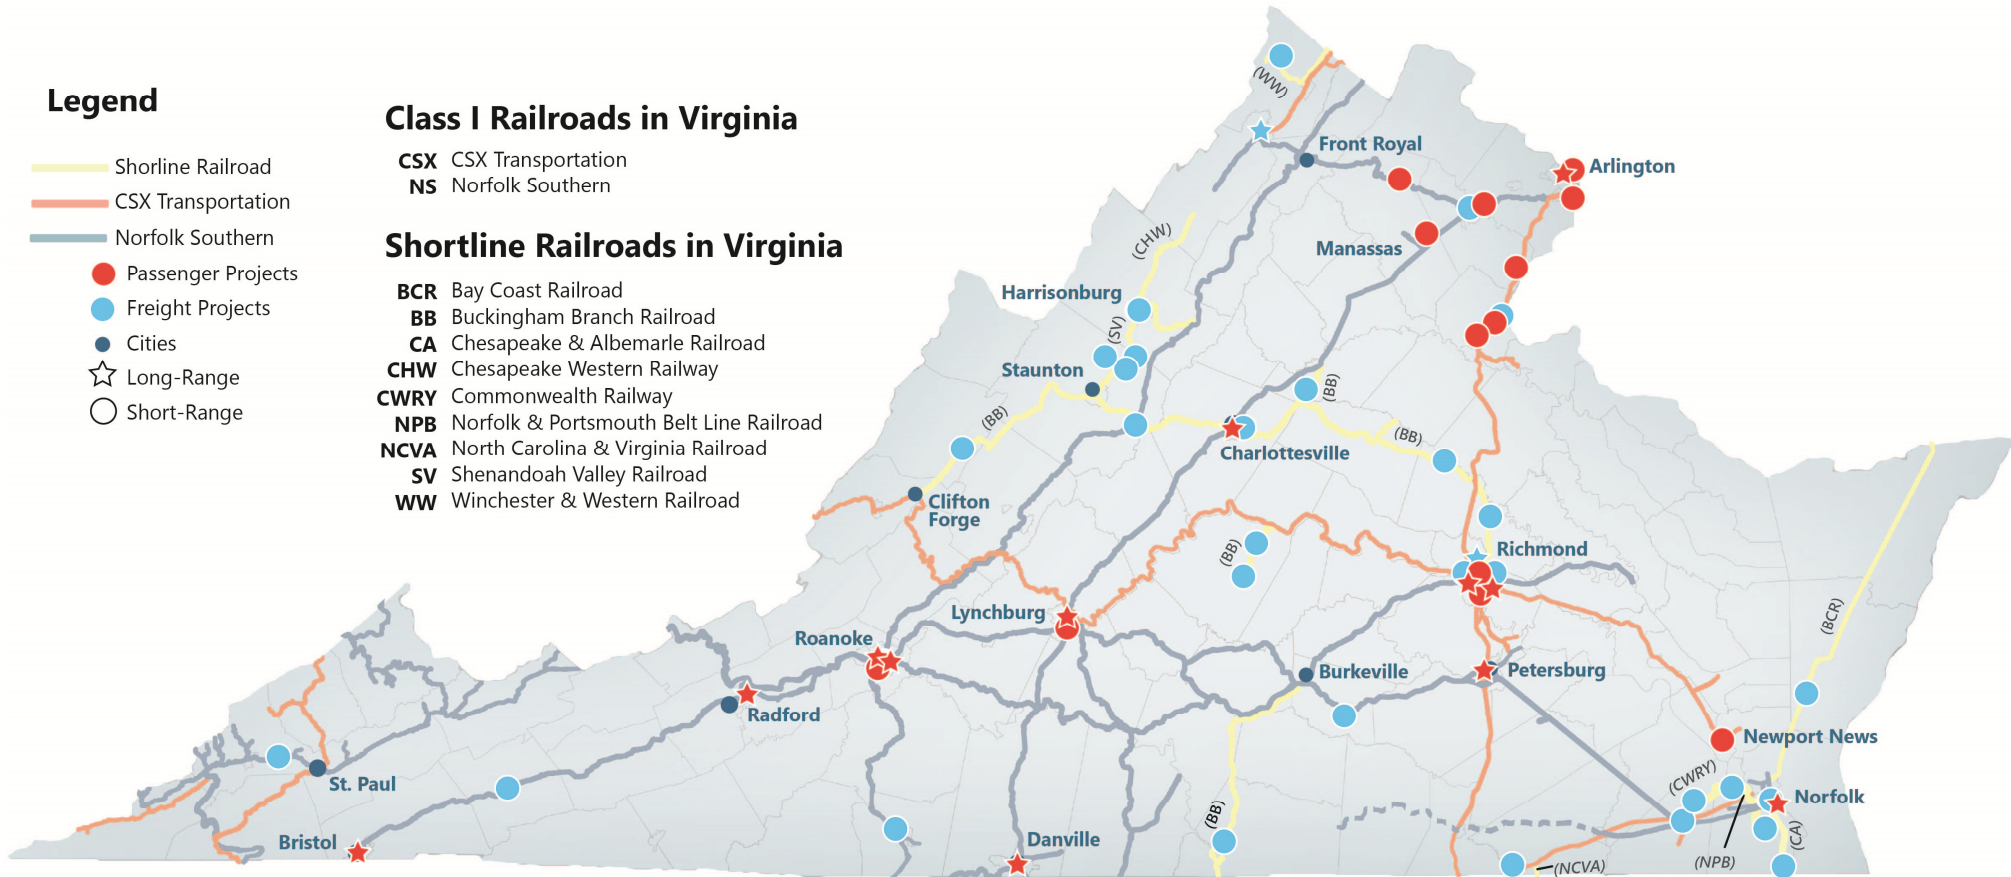 Legend
Shorline Railroad
CSX Transportation
Norfolk Southern
Passenger Projects
Freight Projects
Cities
Long-Range
Short-Range
Class I Railroads in Virginia
CSX CSX Transportation
NS Norfolk Southern
Shortline Railroads in Virginia
BCR Bay Coast Railroad
BB Buckingham Branch Railroad
CA Chesapeake & Albemarle Railroad
CHW Chesapeake Western Railway
CWRY Commonwealth Railway
NPB Norfolk & Portsmouth Belt Line Railroad
NCVA North Carolina & Virginia Railroad
SV Shenandoah Valley Railroad
WW Winchester & Western Railroad
(WW)
Front Royal
Arlington
(CHW)
Manassas
Harrisonburg
(SV)
Staunton
(BB)
(BB)
(BB)
Charlottesville
Clifton
Forge
(BB)
Richmond
Lynchburg
(BCR)
Roanoke
Burkeville
Petersburg
Radford
Newport News
St. Paul
(CWRY)
Norfolk
(BB)
Bristol
Danville
(CA)
(NPB)
(NCVA)